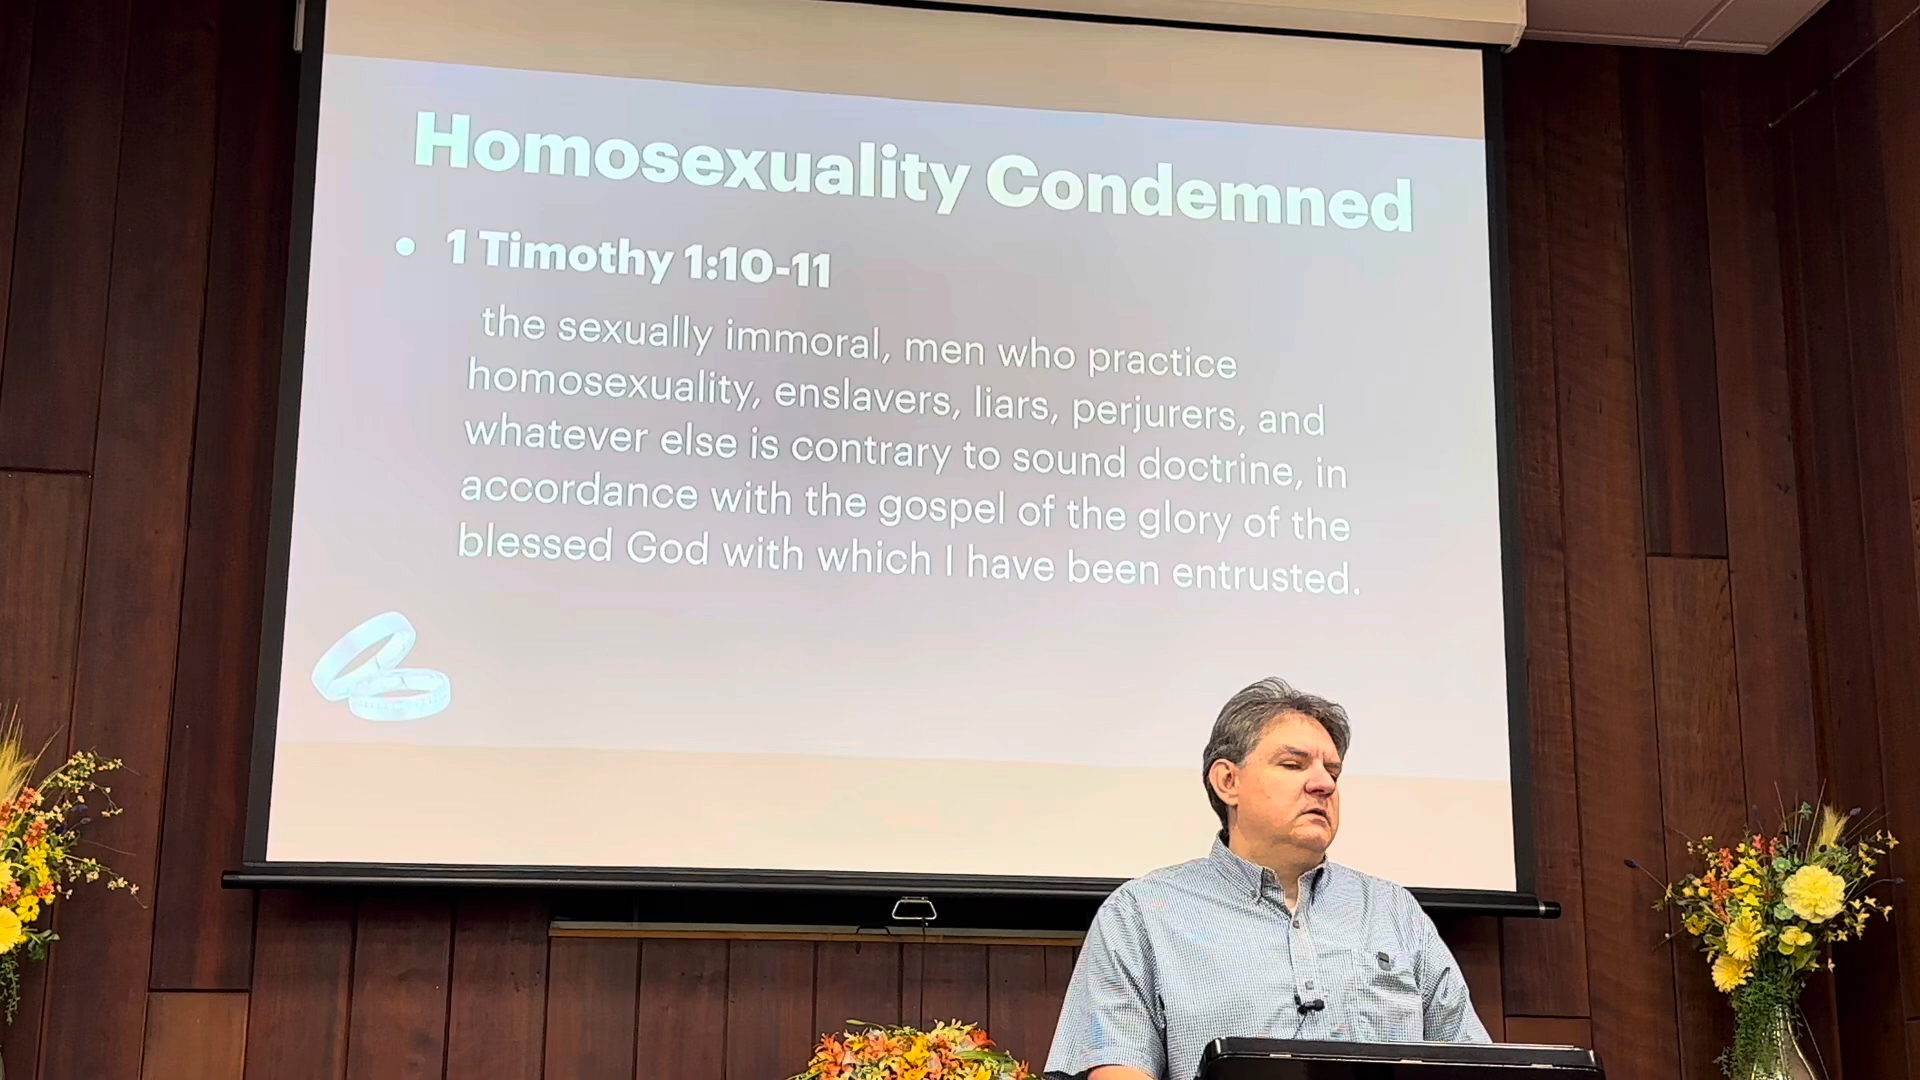 Homosexuality Condemned
• 1 Timothy 1:10-11
the sexually immoral, men who practice
homosexuality, enslavers, liars, perjurers, and
whatever else is contrary to sound doctrine, in
accordance with the gospel of the glory of the
blessed God with which I have been entrusted.